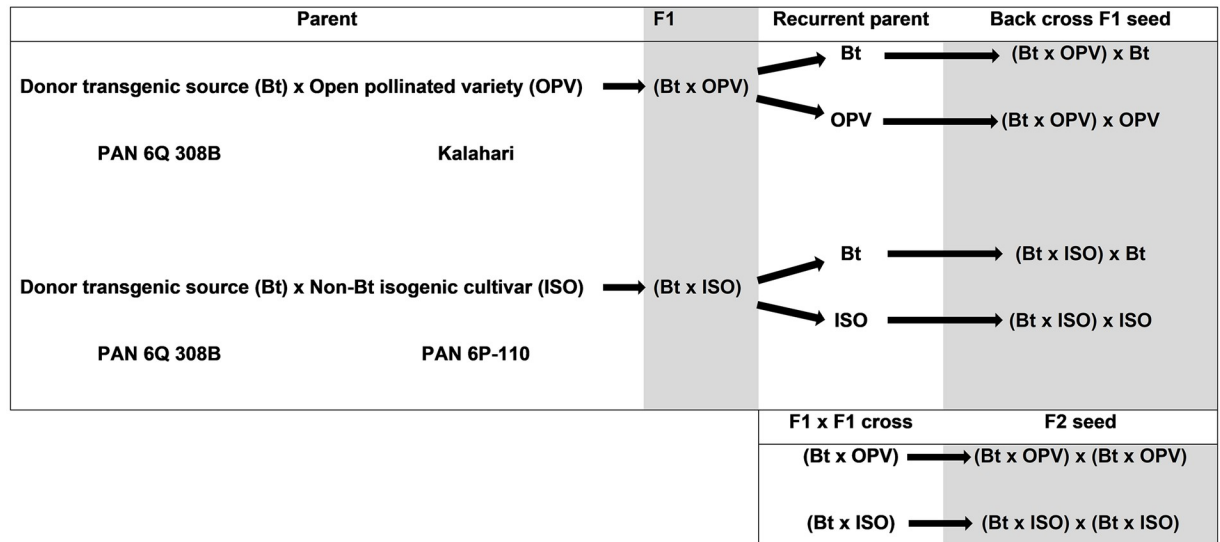 Parent F1 Recurrent parent Back cross F1 seed
Bt (Bt x OPV) x Bt
Donor transgenic source (Bt) x Open pollinated variety (OPV) (Bt x OPV)
OPV (Bt x OPV) x OPV
PAN 6Q 308B Kalahari
Bt (Bt x ISO) x Bt
Donor transgenic source (Bt) x Non-Bt isogenic cultivar (ISO) (Bt x ISO)
ISO (Bt x ISO) x ISO
PAN 6Q 308B PAN 6P-110
F1 x F1 cross F2 seed
(Bt x OPV) (Bt x OPV) x (Bt x OPV)
(Bt x ISO) (Bt x ISO) x (Bt x ISO)